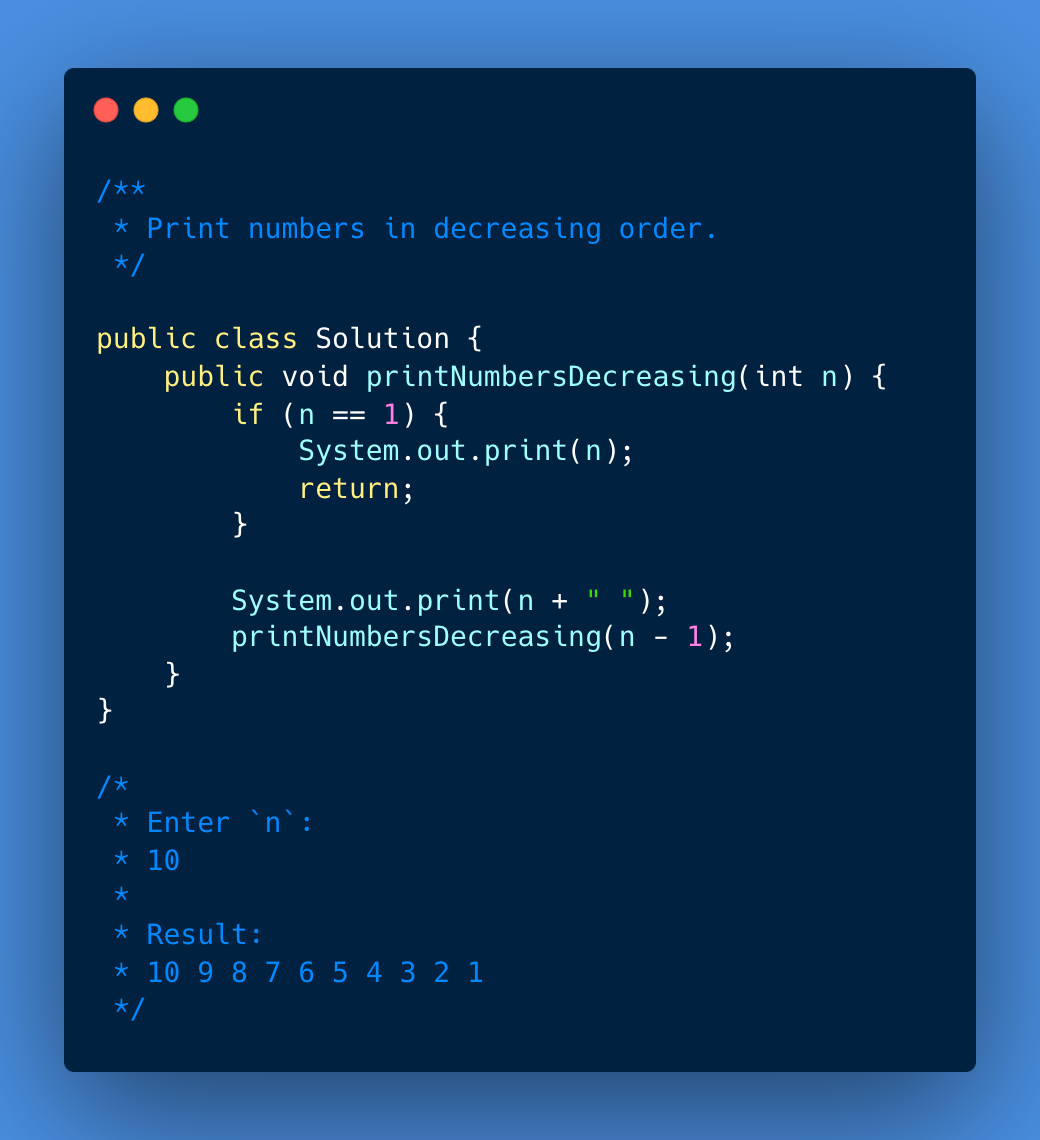 /**
 * Print numbers in decreasing order.
 */

public class Solution {
    public void printNumbersDecreasing(int n) {
        if (n == 1) {
            System.out.print(n);
            return;
        }

        System.out.print(n + " ");
        printNumbersDecreasing(n - 1);
    }
}

/*
 * Enter `n`:
 * 10
 *
 * Result:
 * 10 9 8 7 6 5 4 3 2 1
 */